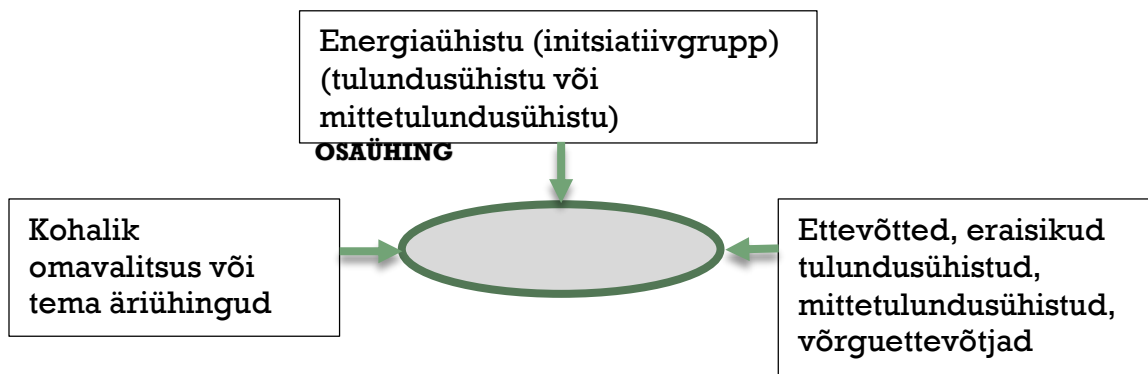 Energiaühistu (initsiatiivgrupp)
(tulundusühistu või
mittetulundusühistu)
OSAÜHING
Kohalik
omavalitsus või
tema äriühingud
Ettevõtted, eraisikud
tulundusühistud,
mittetulundusühistud,
võrguettevõtjad